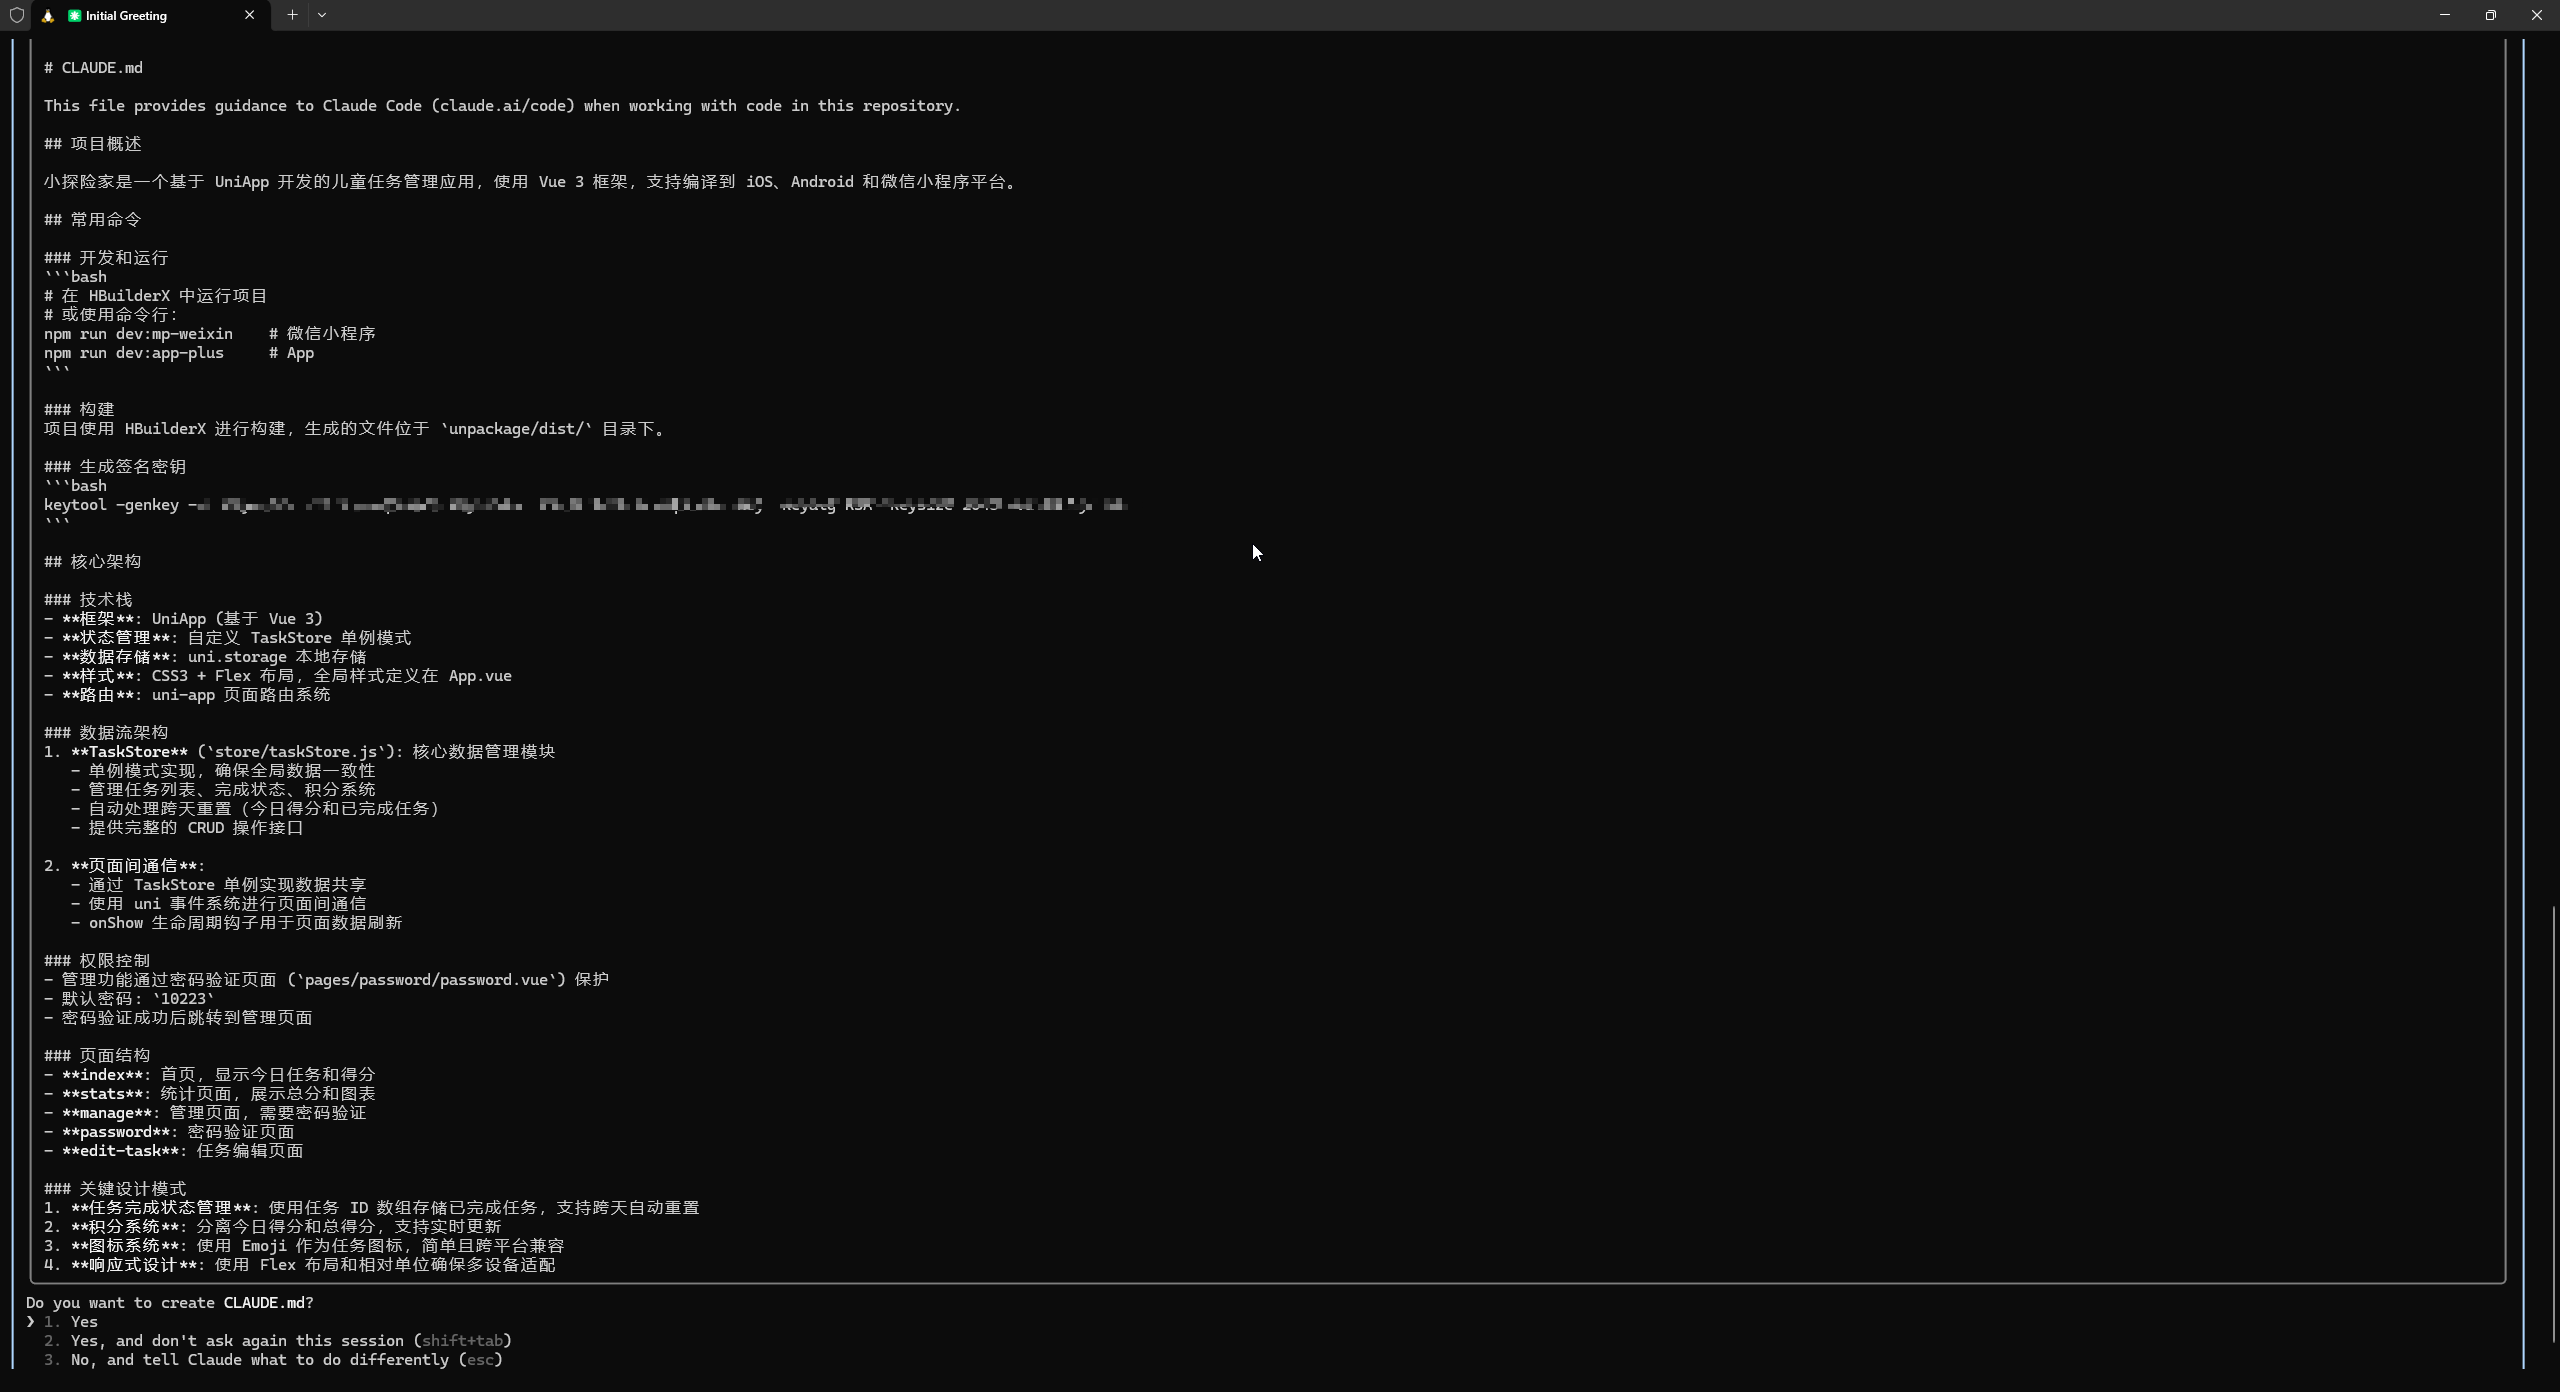 Initial Greeting
# CLAUDE.md
This file provides guidance to Claude Code (claude.ai/code) when working with code in this repository.
## 项目概述
小探险家是一个基于 UniApp 开发的儿童任务管理应用，使用 Vue 3 框架，支持编译到 iOS、Android 和微信小程序平台。
## 常用命令
### 开发和运行
```bash
# 在 HBuilderX 中运行项目
# 或使用命令行：
npm run dev:mp-weixin    # 微信小程序
npm run dev:app-plus     # App
```
### 构建
项目使用 HBuilderX 进行构建，生成的文件位于 `unpackage/dist/` 目录下。
### 生成签名密钥
```bash
keytool -genkey
```
## 核心架构
### 技术栈
- **框架**: UniApp (基于 Vue 3)
- **状态管理**: 自定义 TaskStore 单例模式
- **数据存储**: uni.storage 本地存储
- **样式**: CSS3 + Flex 布局，全局样式定义在 App.vue
- **路由**: uni-app 页面路由系统
### 数据流架构
1. **TaskStore** (`store/taskStore.js`): 核心数据管理模块
   - 单例模式实现，确保全局数据一致性
   - 管理任务列表、完成状态、积分系统
   - 自动处理跨天重置（今日得分和已完成任务）
   - 提供完整的 CRUD 操作接口
2. **页面间通信**:
   - 通过 TaskStore 单例实现数据共享
   - 使用 uni 事件系统进行页面间通信
   - onShow 生命周期钩子用于页面数据刷新
### 权限控制
- 管理功能通过密码验证页面 (`pages/password/password.vue`) 保护
- 默认密码: `10223`
- 密码验证成功后跳转到管理页面
### 页面结构
- **index**: 首页，显示今日任务和得分
- **stats**: 统计页面，展示总分和图表
- **manage**: 管理页面，需要密码验证
- **password**: 密码验证页面
- **edit-task**: 任务编辑页面
### 关键设计模式
1. **任务完成状态管理**: 使用任务 ID 数组存储已完成任务，支持跨天自动重置
2. **积分系统**: 分离今日得分和总得分，支持实时更新
3. **图标系统**: 使用 Emoji 作为任务图标，简单且跨平台兼容
4. **响应式设计**: 使用 Flex 布局和相对单位确保多设备适配
Do you want to create CLAUDE.md?
❯ 1. Yes
  2. Yes, and don't ask again this session (shift+tab)
  3. No, and tell Claude what to do differently (esc)